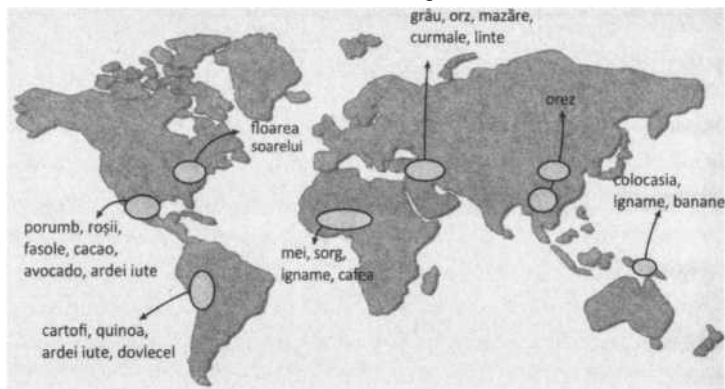 grâu, orz, mazăre,
curmale, linte
orez
floarea
soarelui
colocasia,
igname, banane
porumb, roșii,
fasole, cacao,
avocado, ardei iute
mei, sorg,
igname, cafea
cartofi, quinoa,
ardei iute, dovlecel